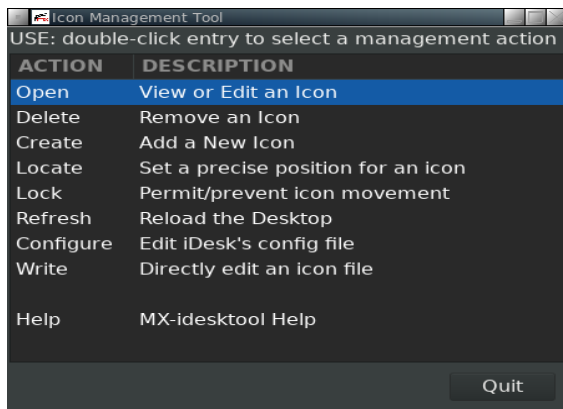 Icon Management Tool
USE: double-click entry to select a management action
ACTION DESCRIPTION
Open View or Edit an Icon
Delete Remove an Icon
Create Add a New Icon
Locate Set a precise position for an icon
Lock Permit/prevent icon movement
Refresh Reload the Desktop
Configure Edit iDesk's config file
Write Directly edit an icon file
Help MX-idesktool Help
Quit